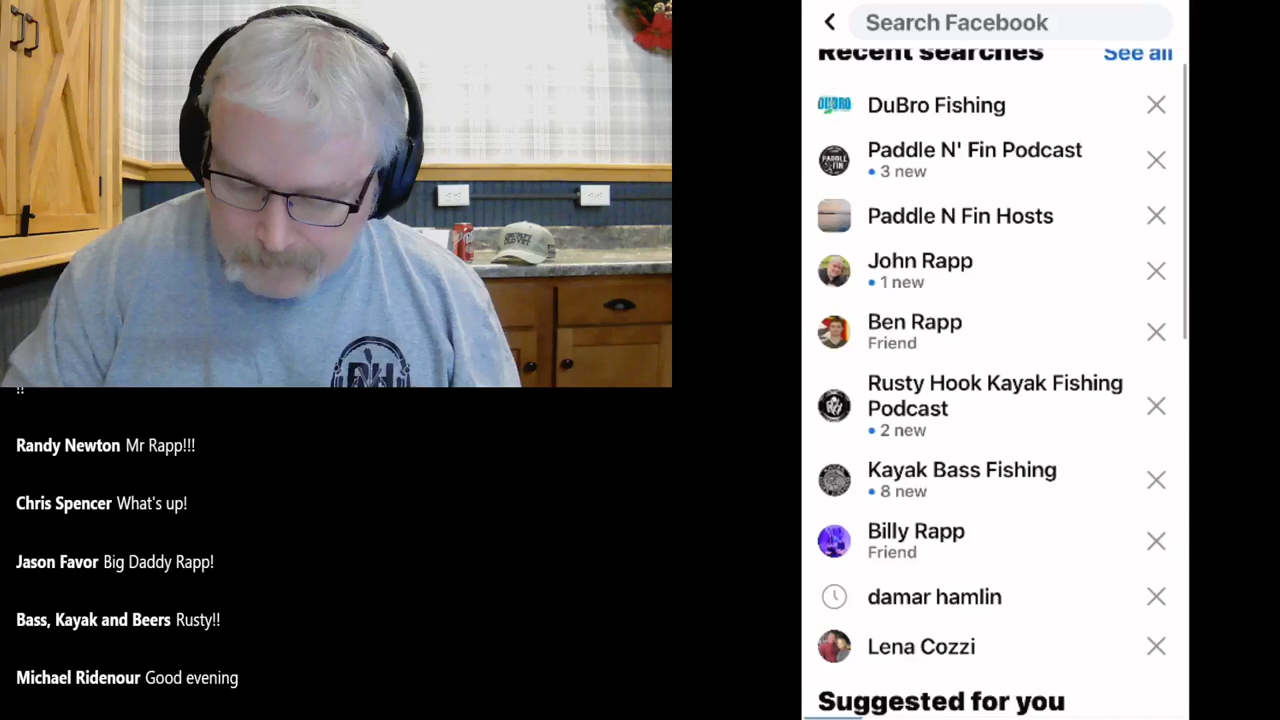 !!
Randy Newton Mr Rapp!!!
Chris Spencer What's up!
Jason Favor Big Daddy Rapp!
Bass, Kayak and Beers Rusty!!
Michael Ridenour Good evening
Search Facebook
Recent searches See all
DuBro Fishing
Paddle N' Fin Podcast
3 new
Paddle N Fin Hosts
John Rapp
1 new
Ben Rapp
Friend
Rusty Hook Kayak Fishing
Podcast
2 new
Kayak Bass Fishing
8 new
Billy Rapp
Friend
damar hamlin
Lena Cozzi
Suggested for you